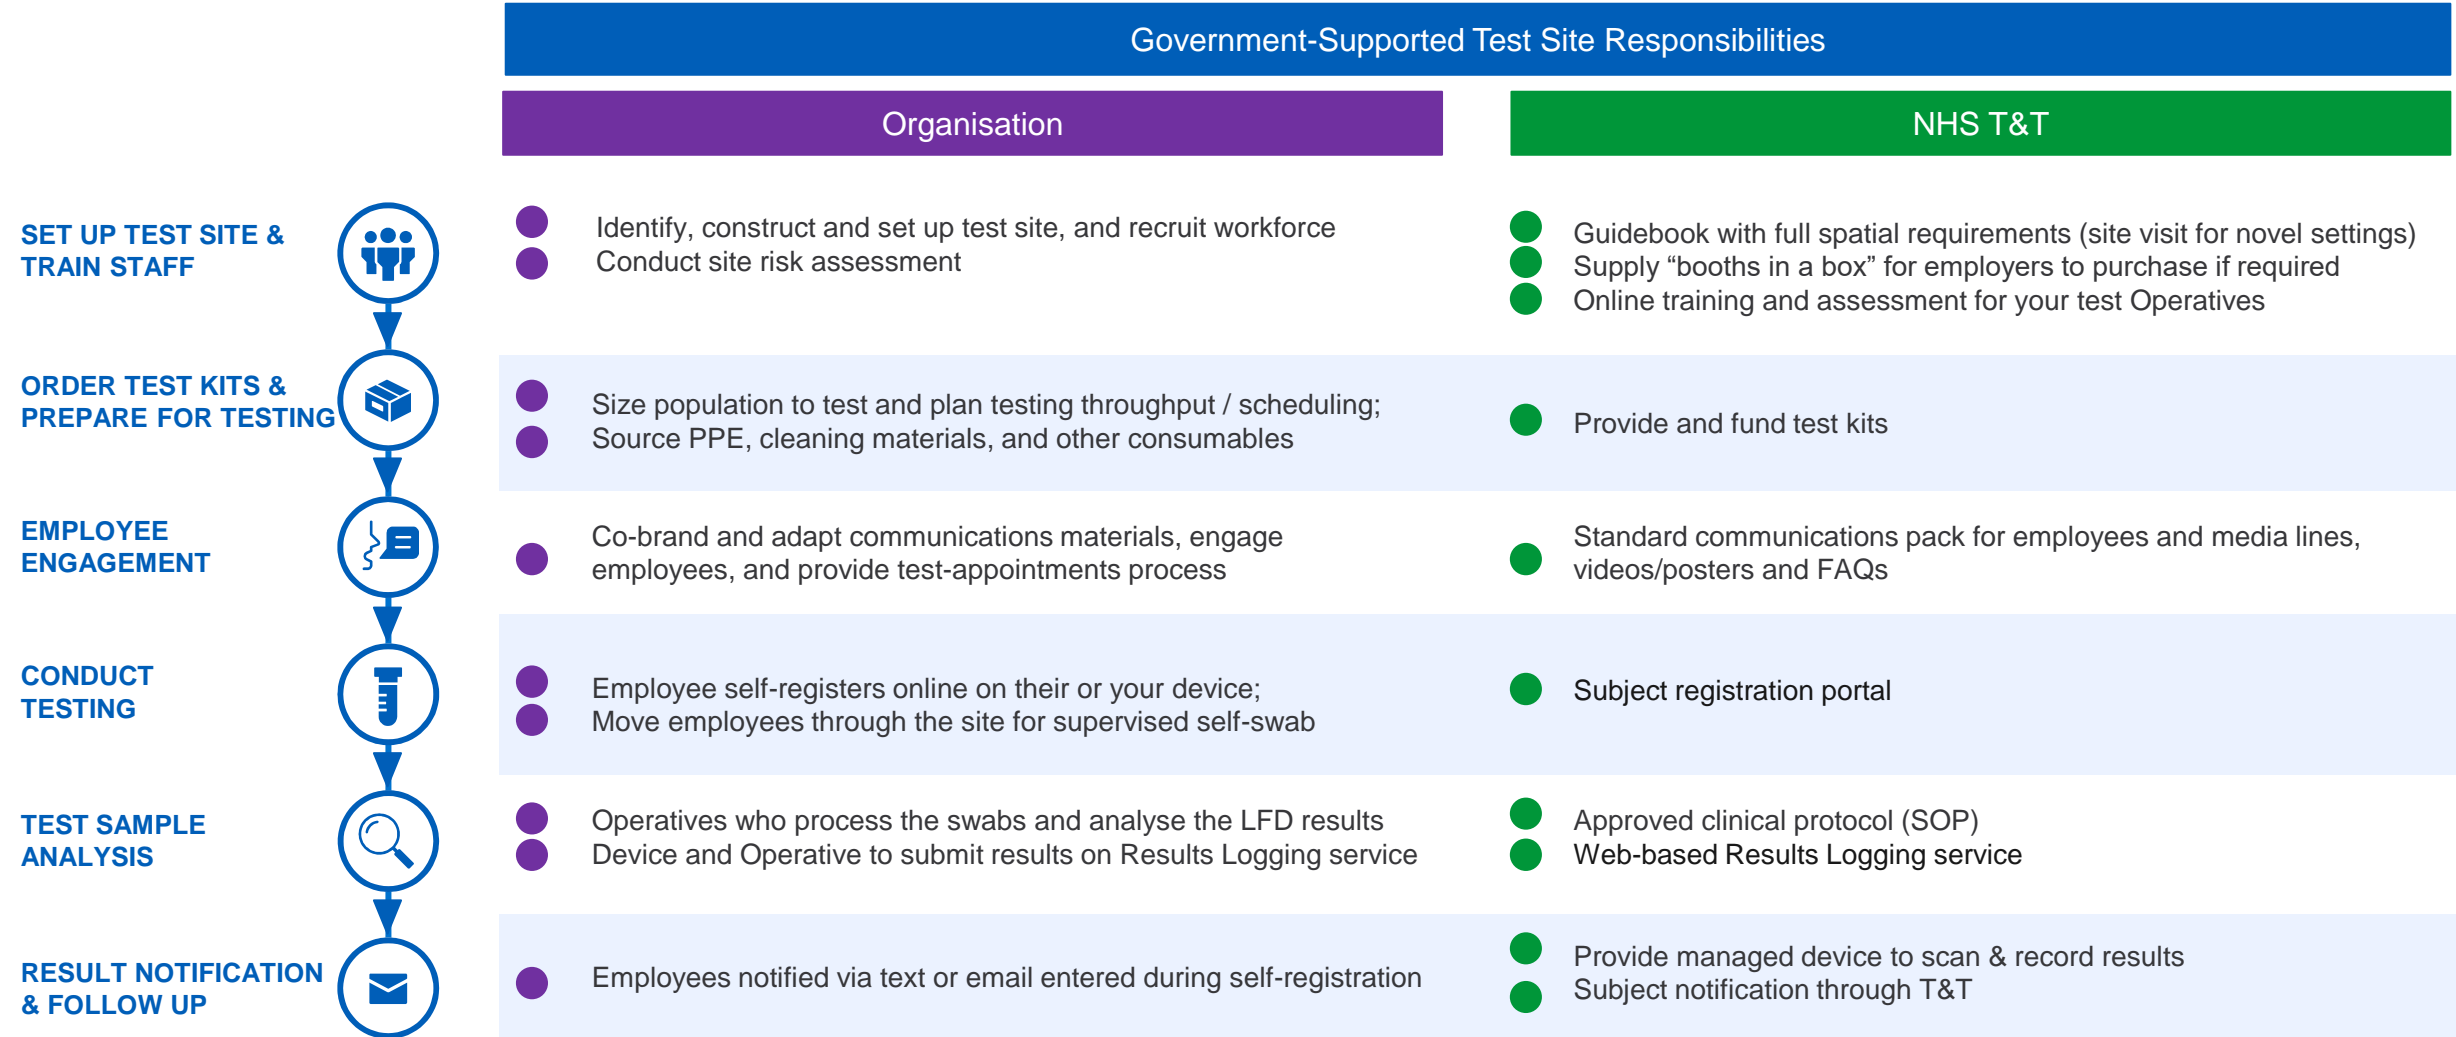 Government-Supported Test Site Responsibilities
Organisation
NHS T&T
SET UP TEST SITE &
TRAIN STAFF
Identify, construct and set up test site, and recruit workforce
Conduct site risk assessment
Guidebook with full spatial requirements (site visit for novel settings)
Supply “booths in a box” for employers to purchase if required
Online training and assessment for your test Operatives
ORDER TEST KITS &
PREPARE FOR TESTING
Size population to test and plan testing throughput / scheduling;
Source PPE, cleaning materials, and other consumables
Provide and fund test kits
EMPLOYEE
ENGAGEMENT
Co-brand and adapt communications materials, engage
employees, and provide test-appointments process
Standard communications pack for employees and media lines,
videos/posters and FAQs
CONDUCT
TESTING
Employee self-registers online on their or your device;
Move employees through the site for supervised self-swab
Subject registration portal
TEST SAMPLE
ANALYSIS
Operatives who process the swabs and analyse the LFD results
Device and Operative to submit results on Results Logging service
Approved clinical protocol (SOP)
Web-based Results Logging service
RESULT NOTIFICATION
& FOLLOW UP
Employees notified via text or email entered during self-registration
Provide managed device to scan & record results
Subject notification through T&T